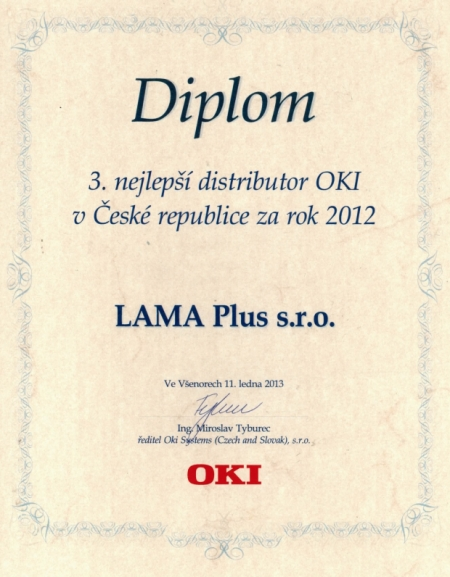 Diplom
3. nejlepší distributor OKI
v České republice za rok 2012
LAMA Plus s.r.o.
Ve Všenorech 11. ledna 2013
Tyburec
Ing. Miroslav Tyburec
ředitel Oki Systems (Czech and Slovak), s.r.o.
OKI